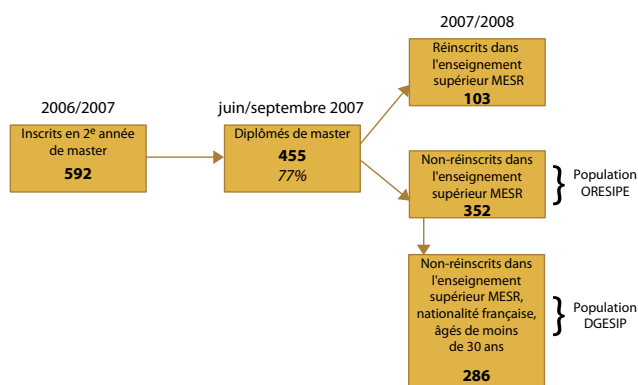 2006/2007
Inscrits en 2e année
de master
592
juin/septembre 2007
Diplômés de master
455
77%
2007/2008
Réinscrits dans
l'enseignement
supérieur MESR
103
Non-réinscrits dans
l'enseignement
supérieur MESR
352
} Population
ORESIPE
Non-réinscrits dans
l'enseignement
supérieur MESR,
nationalité française,
âgés de moins
de 30 ans
286
} Population
DGESIP